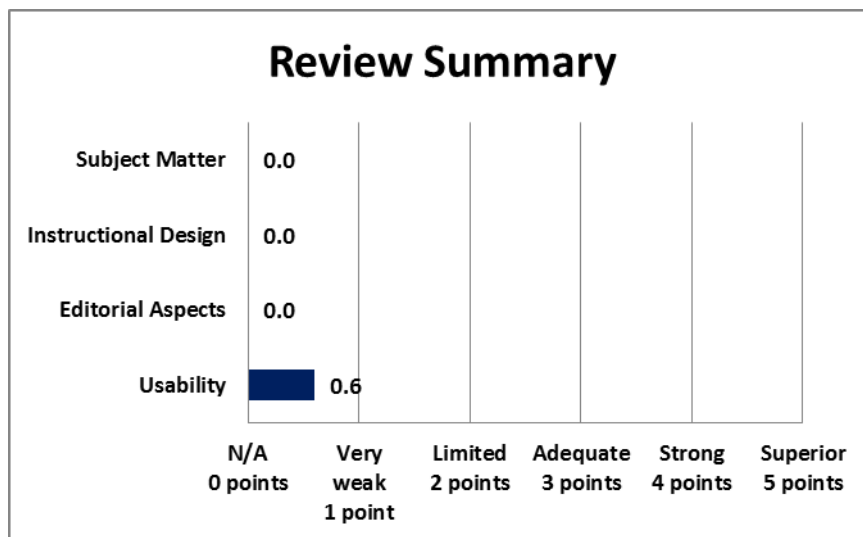 Review Summary
Subject Matter 0.0
Instructional Design 0.0
Editorial Aspects 0.0
Usability 0.6
N/A Very Limited Adequate Strong Superior
0 points weak 2 points 3 points 4 points 5 points
1 point